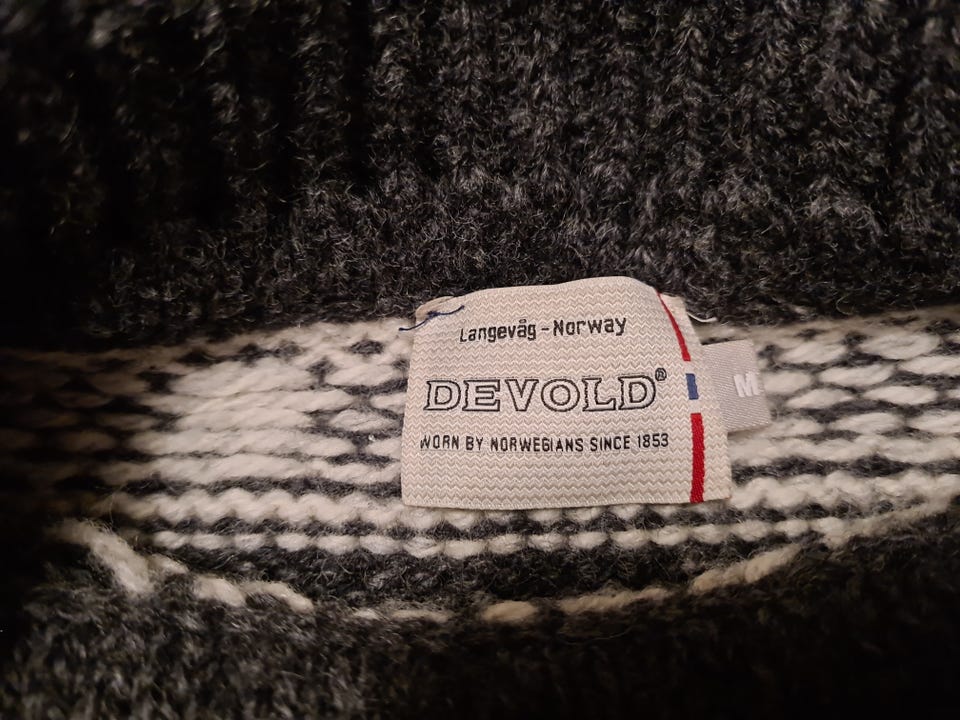 Langevåg - Norway
DEVOLD®
WORN BY NORWEGIANS SINCE 1853
M